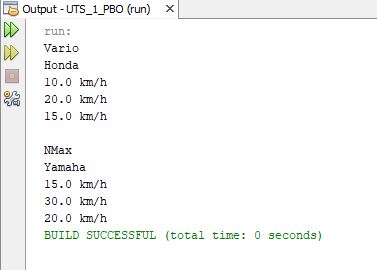 Output - UTS_1_PBO (run)
run:
Vario
Honda
10.0 km/h
20.0 km/h
15.0 km/h
NMax
Yamaha
15.0 km/h
30.0 km/h
20.0 km/h
BUILD SUCCESSFUL (total time: 0 seconds)